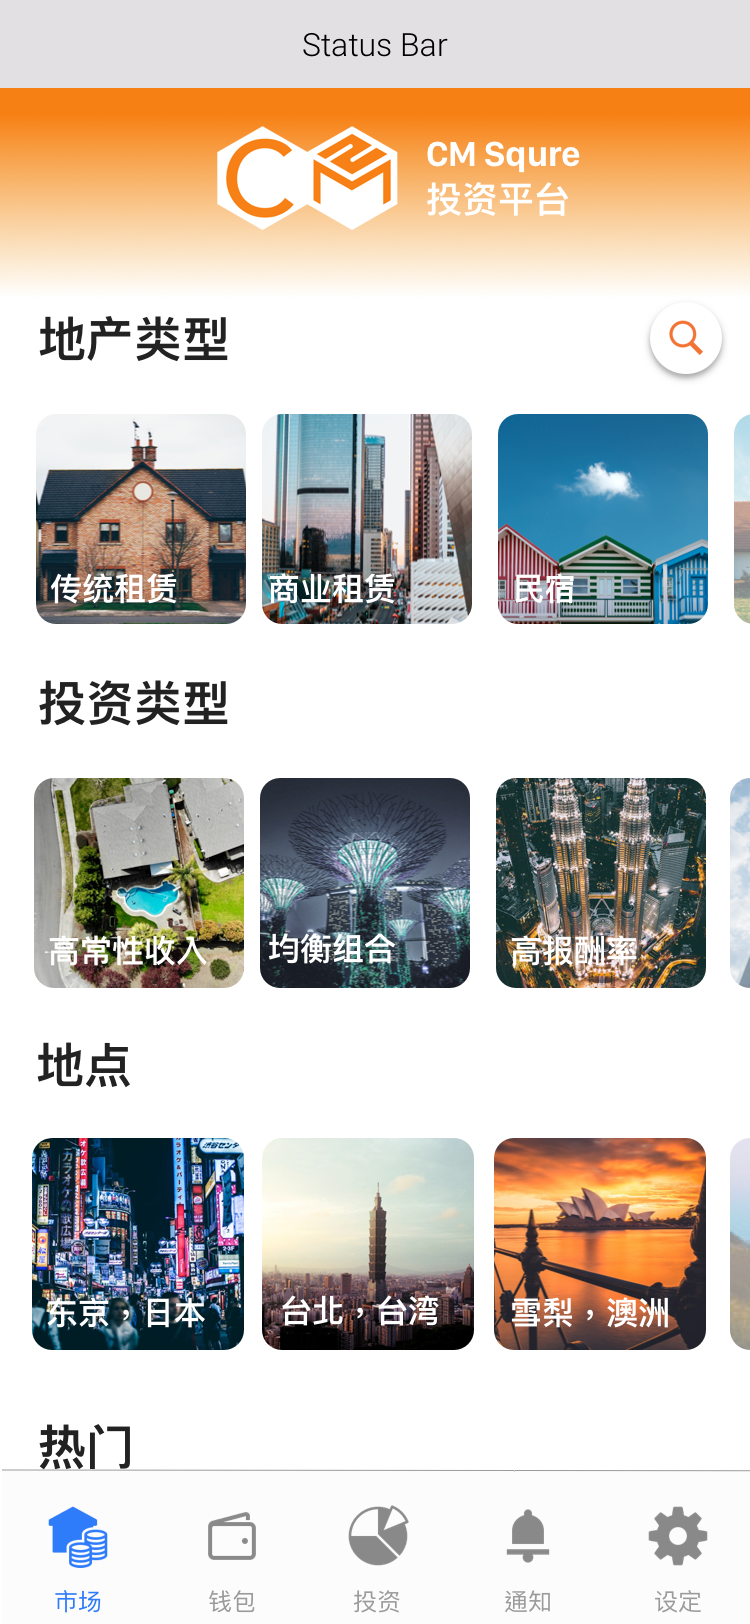 Status Bar
CM Squre
投资平台
地产类型
传统租赁
商业租赁
民宿
投资类型
高常性收入
均衡组合
高报酬率
地点
东京，日本
台北，台湾
雪梨，澳洲
热门
市场
钱包
投资
通知
设定